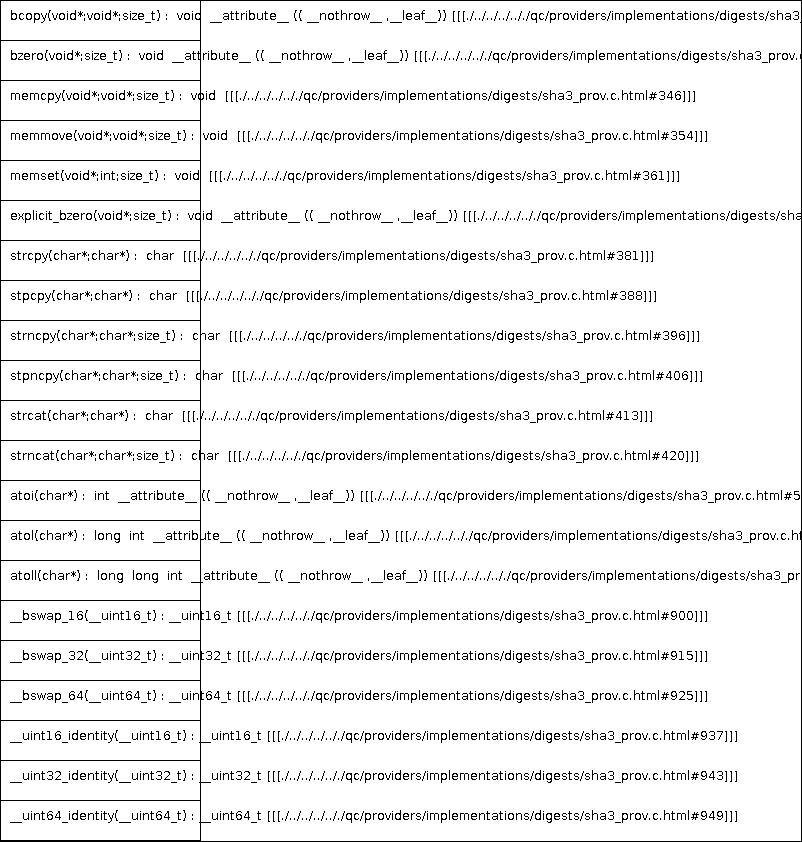 bcopy(void*;void*;size_t) : void __attribute__ (( __nothrow__ ,__leaf__)) [[[./../../../../qc/providers/implementations/digests/sha3_
bzero(void*;size_t) : void __attribute__ (( __nothrow__ ,__leaf__)) [[[./../../../../qc/providers/implementations/digests/sha3_prov.c
memcpy(void*;void*;size_t) : void [[[./../../../../qc/providers/implementations/digests/sha3_prov.c.html#346]]]
memmove(void*;void*;size_t) : void [[[./../../../../qc/providers/implementations/digests/sha3_prov.c.html#354]]]
memset(void*;int;size_t) : void [[[./../../../../qc/providers/implementations/digests/sha3_prov.c.html#361]]]
explicit_bzero(void*;size_t) : void __attribute__ (( __nothrow__ ,__leaf__)) [[[./../../../../qc/providers/implementations/digests/sha
strcpy(char*;char*) : char [[[./../../../../qc/providers/implementations/digests/sha3_prov.c.html#381]]]
stpcpy(char*;char*) : char [[[./../../../../qc/providers/implementations/digests/sha3_prov.c.html#388]]]
strncpy(char*;char*;size_t) : char [[[./../../../../qc/providers/implementations/digests/sha3_prov.c.html#396]]]
stpncpy(char*;char*;size_t) : char [[[./../../../../qc/providers/implementations/digests/sha3_prov.c.html#406]]]
strcat(char*;char*) : char [[[./../../../../qc/providers/implementations/digests/sha3_prov.c.html#413]]]
strncat(char*;char*;size_t) : char [[[./../../../../qc/providers/implementations/digests/sha3_prov.c.html#420]]]
atoi(char*) : int __attribute__ (( __nothrow__ ,__leaf__)) [[[./../../../../qc/providers/implementations/digests/sha3_prov.c.html#5
atol(char*) : long int __attribute__ (( __nothrow__ ,__leaf__)) [[[./../../../../qc/providers/implementations/digests/sha3_prov.c.ht
atoll(char*) : long long int __attribute__ (( __nothrow__ ,__leaf__)) [[[./../../../../qc/providers/implementations/digests/sha3_pr
__bswap_16(__uint16_t) : __uint16_t [[[./../../../../qc/providers/implementations/digests/sha3_prov.c.html#900]]]
__bswap_32(__uint32_t) : __uint32_t [[[./../../../../qc/providers/implementations/digests/sha3_prov.c.html#915]]]
__bswap_64(__uint64_t) : __uint64_t [[[./../../../../qc/providers/implementations/digests/sha3_prov.c.html#925]]]
__uint16_identity(__uint16_t) : __uint16_t [[[./../../../../qc/providers/implementations/digests/sha3_prov.c.html#937]]]
__uint32_identity(__uint32_t) : __uint32_t [[[./../../../../qc/providers/implementations/digests/sha3_prov.c.html#943]]]
__uint64_identity(__uint64_t) : __uint64_t [[[./../../../../qc/providers/implementations/digests/sha3_prov.c.html#949]]]